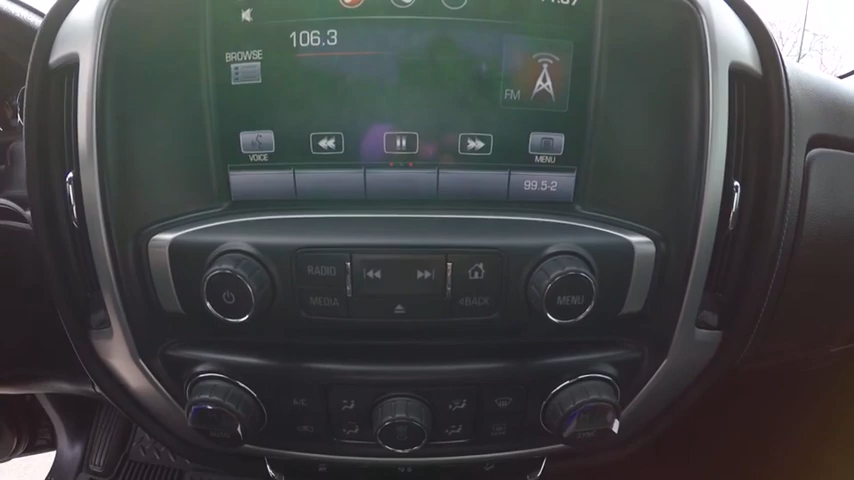 106.3
BROWSE
FM
VOICE
MENU
99.5-2
RADIO
MEDIA
BACK
MENU
A/C